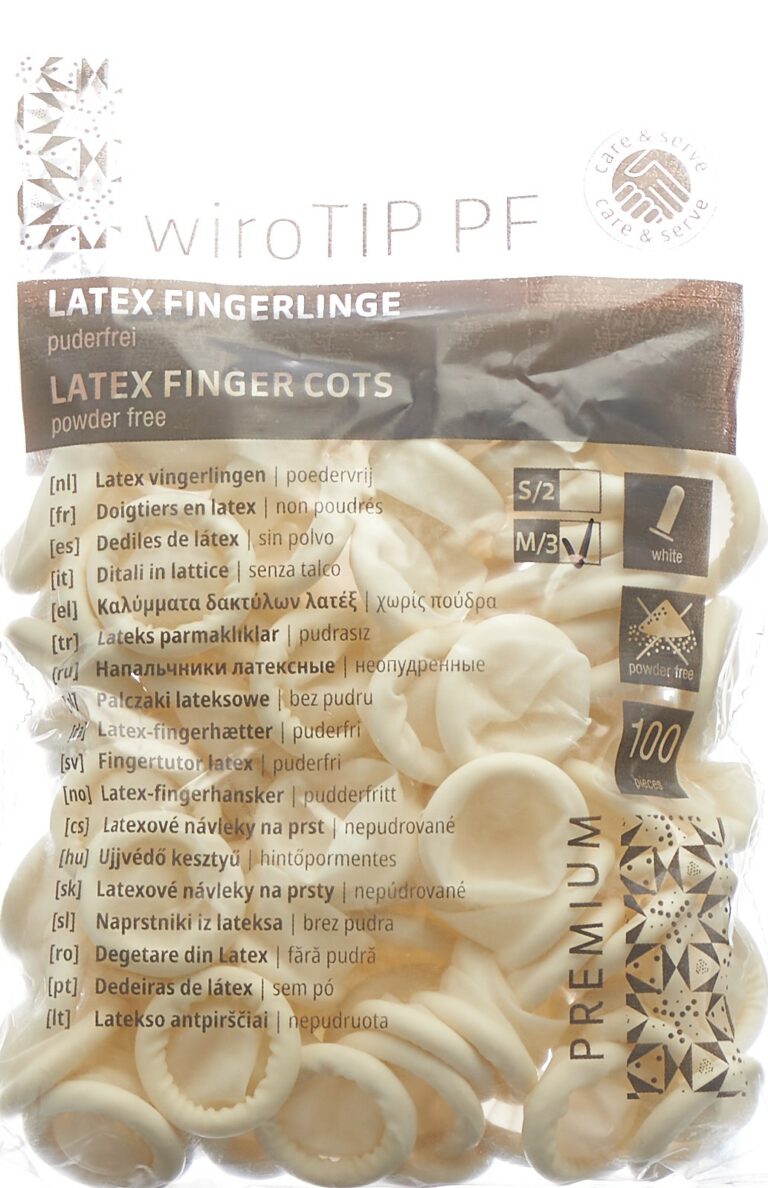 care & serve
care & serve
wiroTIP PF
LATEX FINGERLINGE
puderfrei
LATEX FINGER COTS
powder free
[nl] Latex vingerlingen | poedervrij
[fr] Doigtiers en latex | non poudrés
[es] Dediles de látex | sin polvo
[it] Ditali in lattice | senza talco
[el] Καλύμματα δακτύλων λατέξ | χωρίς πούδρα
[tr] Lateks parmaklıklar | pudrasız
[ru] Напальчники латексные | неопудренные
Palczaki lateksowe | bez pudru
Latex-fingerhætter | puderfri
[sv] Fingertutor latex | puderfri
[no] Latex-fingerhansker | pudderfritt
[cs] Latexové návleky na prst | nepudrované
[hu] Ujjvédő kesztyű | hintőpormentes
[sk] Latexové návleky na prsty | nepúdrované
[sl] Naprstniki iz lateksa | brez pudra
[ro] Degetare din Latex | fără pudră
[pt] Dedeiras de látex | sem pó
[lt] Latekso antpirščiai | nepudruota
S/2
M/3
white
powder free
100
pieces
PREMIUM